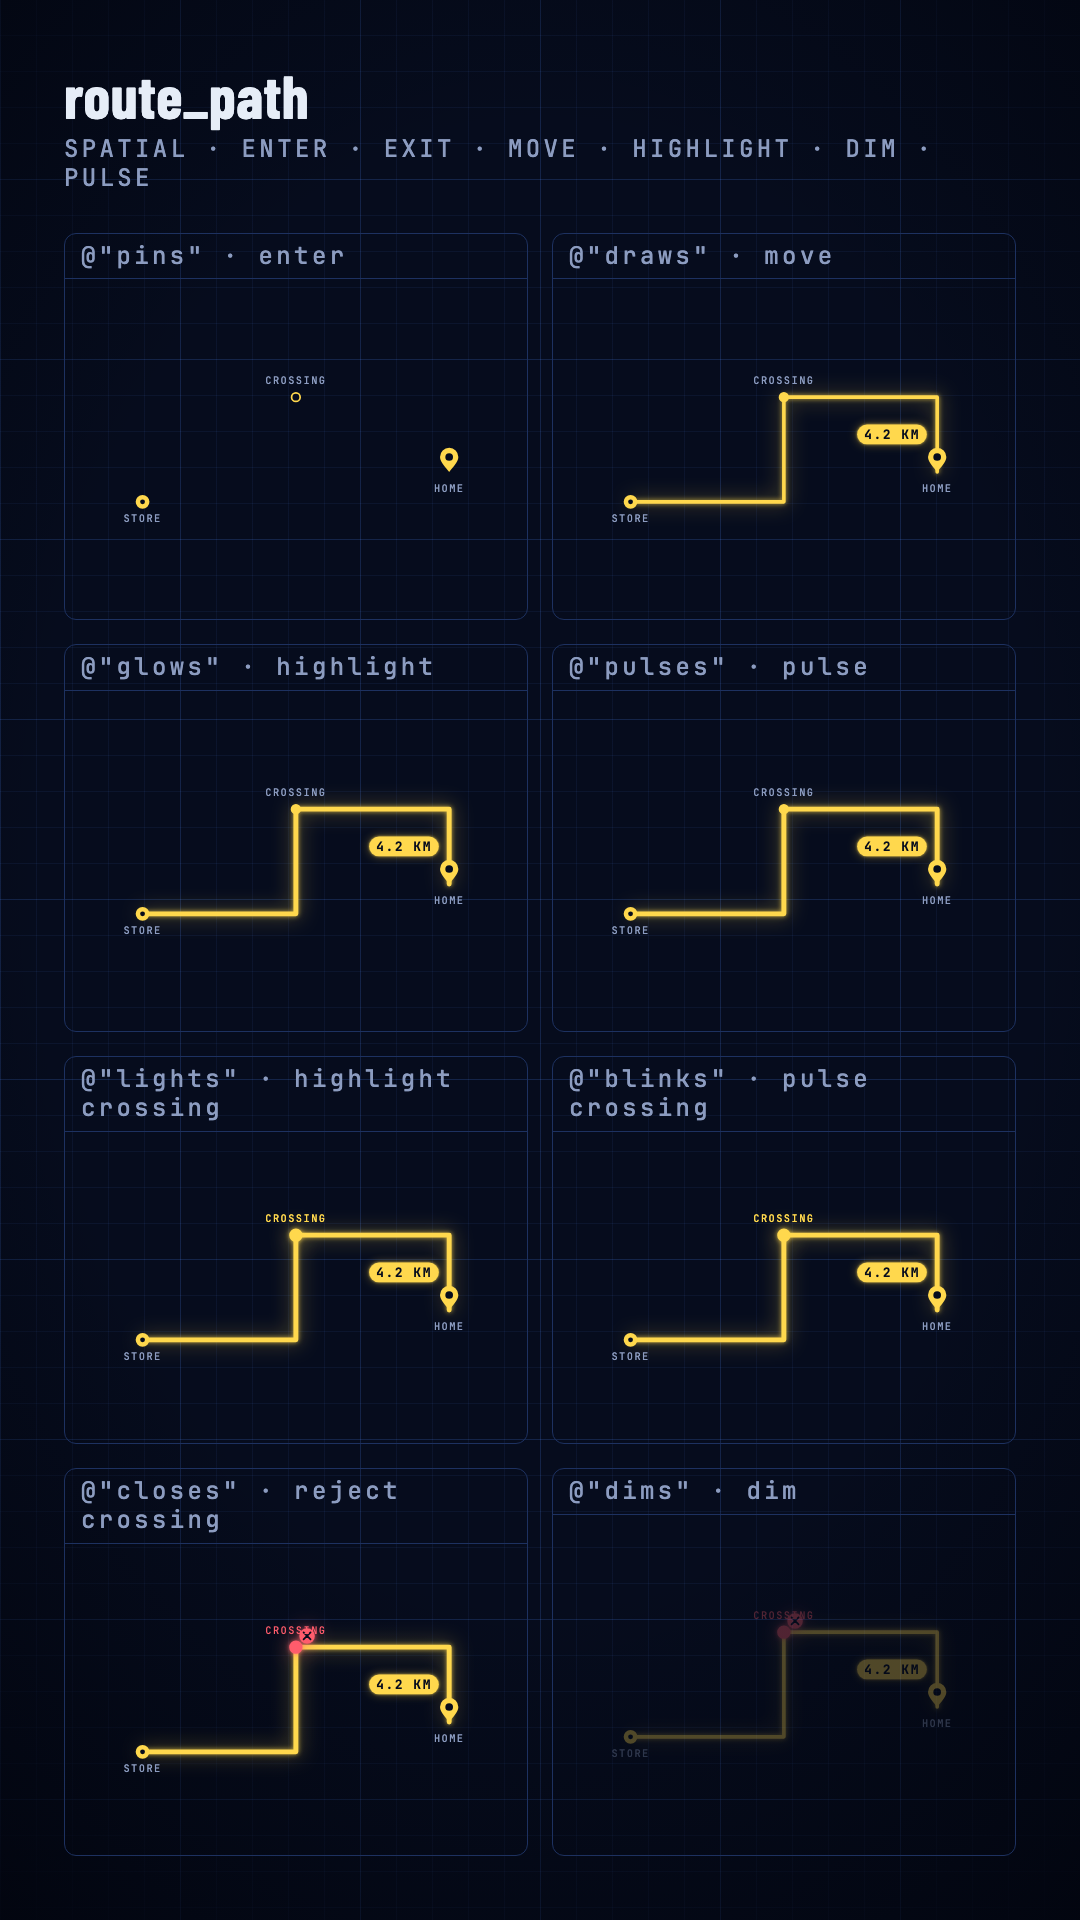 route_path
SPATIAL · ENTER · EXIT · MOVE · HIGHLIGHT · DIM ·
PULSE
@"pins" · enter
CROSSING
HOME
STORE
@"draws" · move
CROSSING
4.2 KM
HOME
STORE
@"glows" · highlight
CROSSING
4.2 KM
HOME
STORE
@"pulses" · pulse
CROSSING
4.2 KM
HOME
STORE
@"lights" · highlight
crossing
CROSSING
4.2 KM
HOME
STORE
@"blinks" · pulse
crossing
CROSSING
4.2 KM
HOME
STORE
@"closes" · reject
crossing
CROSSING
4.2 KM
HOME
STORE
@"dims" · dim
CROSSING
4.2 KM
HOME
STORE